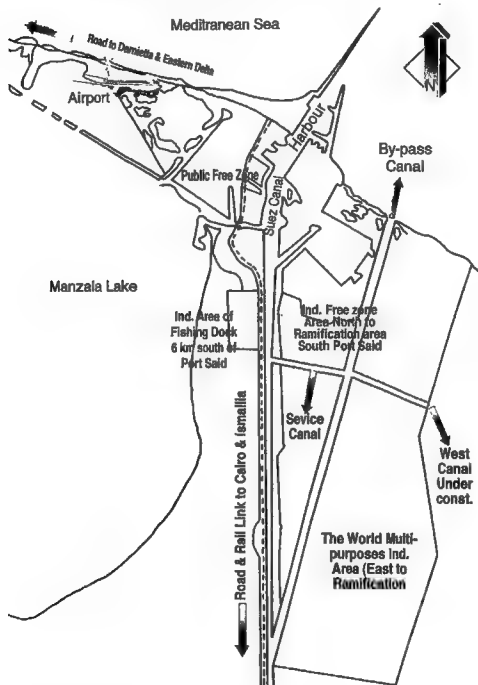 Meditranean Sea
Road to Damietta & Eastern Delta
N
Airport
Harbour
By-pass
Canal
Public Free Zone
Suez Canal
Manzala Lake
Ind. Area of
Fishing Dock
6 km south of
Port Said
Ind. Free zone
Area-North to
Ramification area
South Port Said
Sevice
Canal
West
Canal
Under
const.
Road & Rail Link to Cairo & Ismailia
The World Multi-
purposes Ind.
Area (East to
Ramification